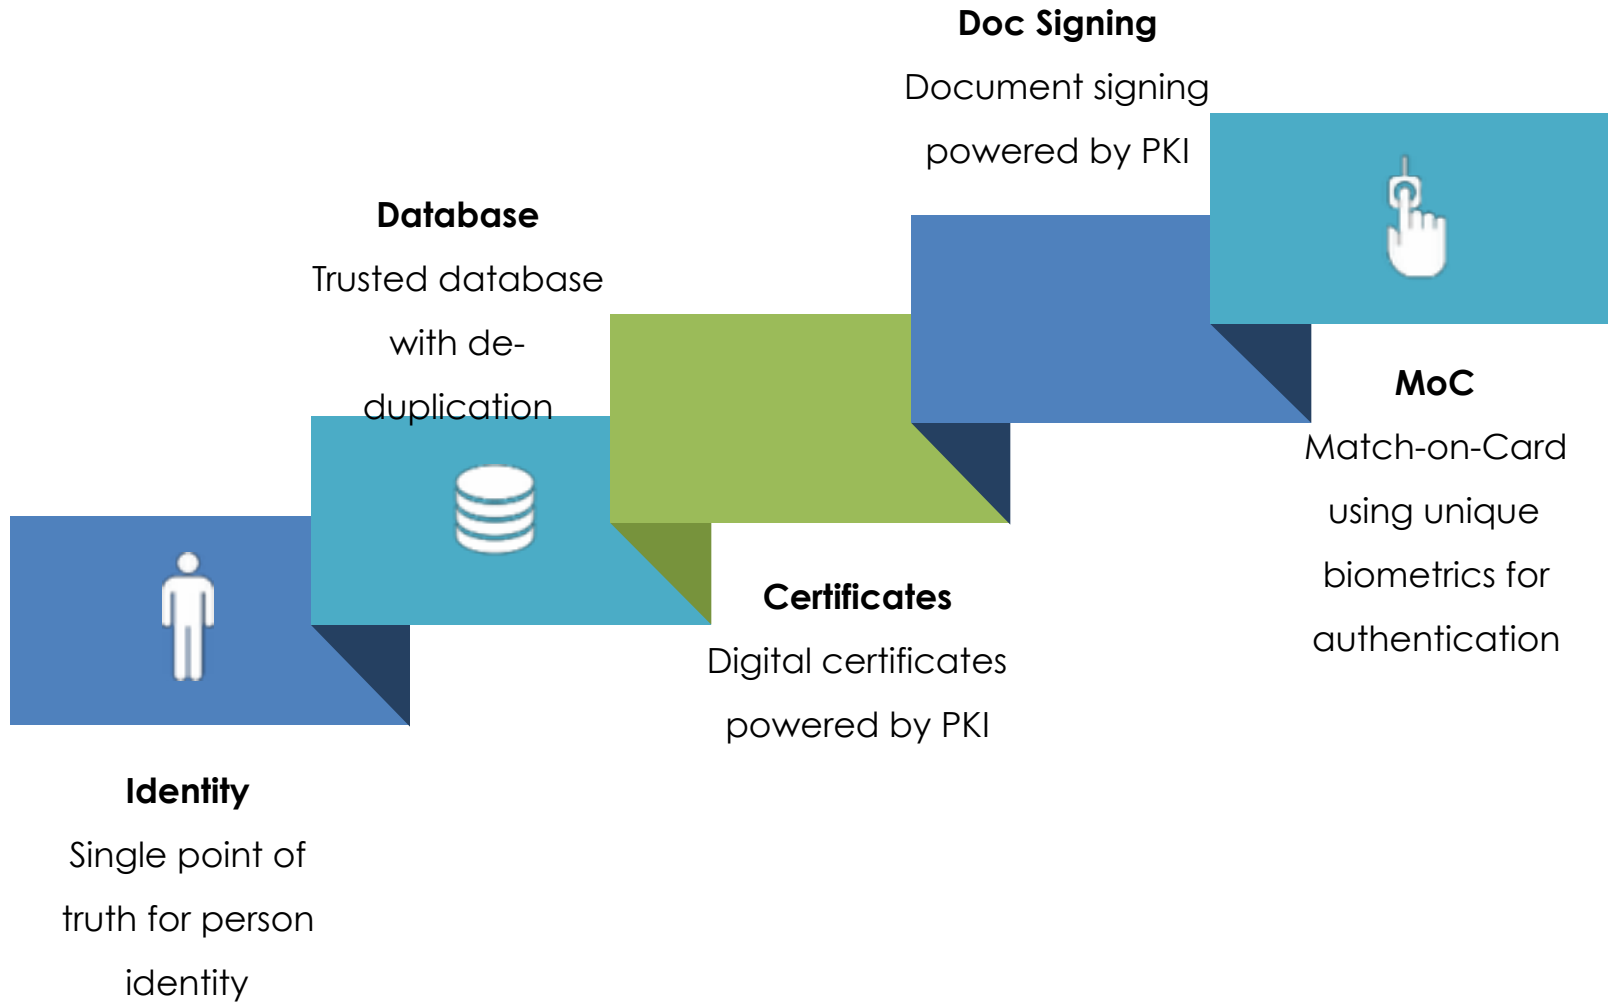 Identity
Single point of
truth for person
identity
Database
Trusted database
with de-
duplication
Certificates
Digital certificates
powered by PKI
Doc Signing
Document signing
powered by PKI
MoC
Match-on-Card
using unique
biometrics for
authentication